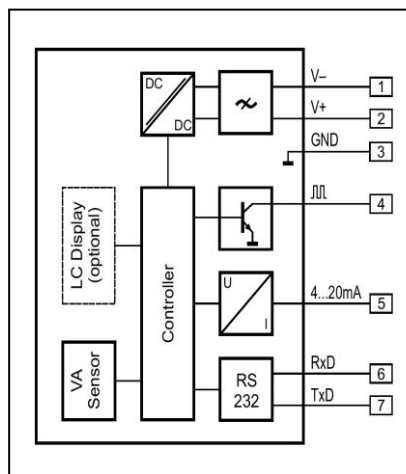 DC
DC
V–
1
V+
2
GND
3
4
LC Display
(optional)
Controller
U
I
4...20mA
5
VA
Sensor
RS
232
RxD
6
TxD
7